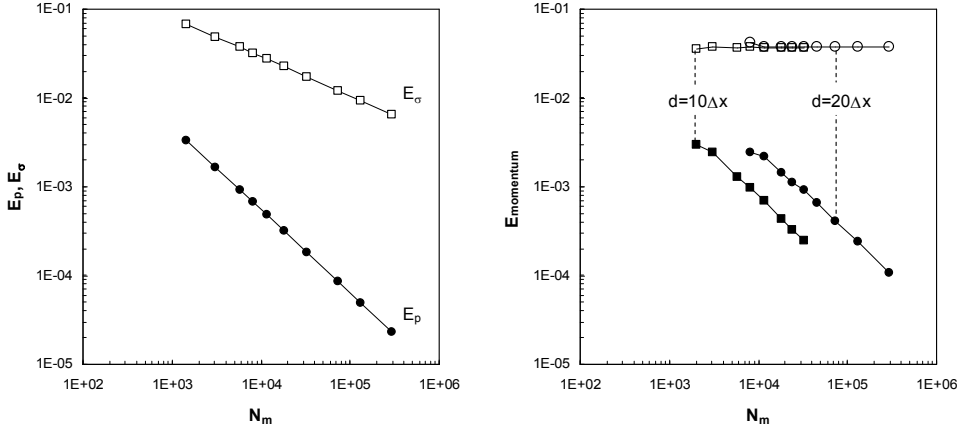 1E-01
1E-02
1E-03
1E-04
1E-05
1E+02 1E+03 1E+04 1E+05 1E+06
Nm
Ep, Eσ
Eσ
Ep
1E-01
1E-02
1E-03
1E-04
1E-05
1E+02 1E+03 1E+04 1E+05 1E+06
Nm
Emomentum
d=10Δx
d=20Δx